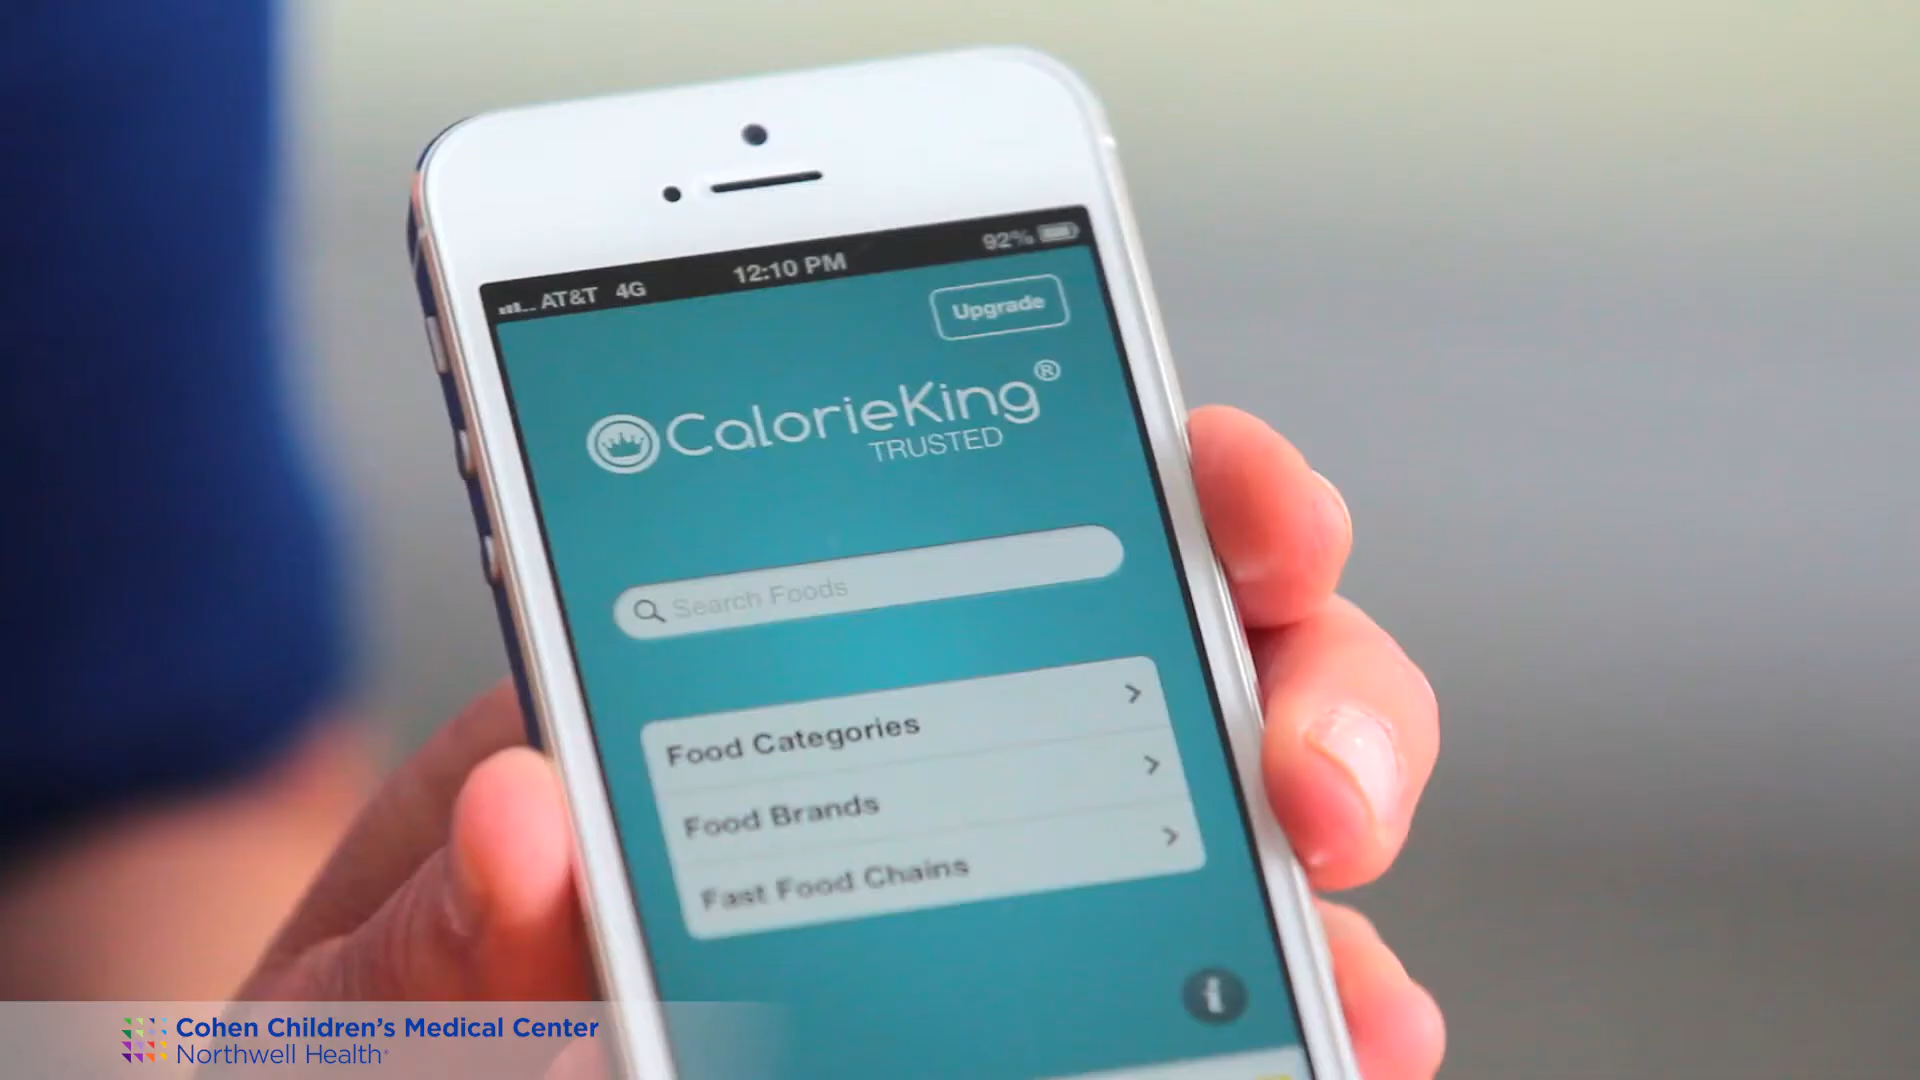 AT&T 4G 12:10 PM 92%
Upgrade
CalorieKing®
TRUSTED
Search Foods
Food Categories
Food Brands
Fast Food Chains
i
Cohen Children's Medical Center
Northwell Health®